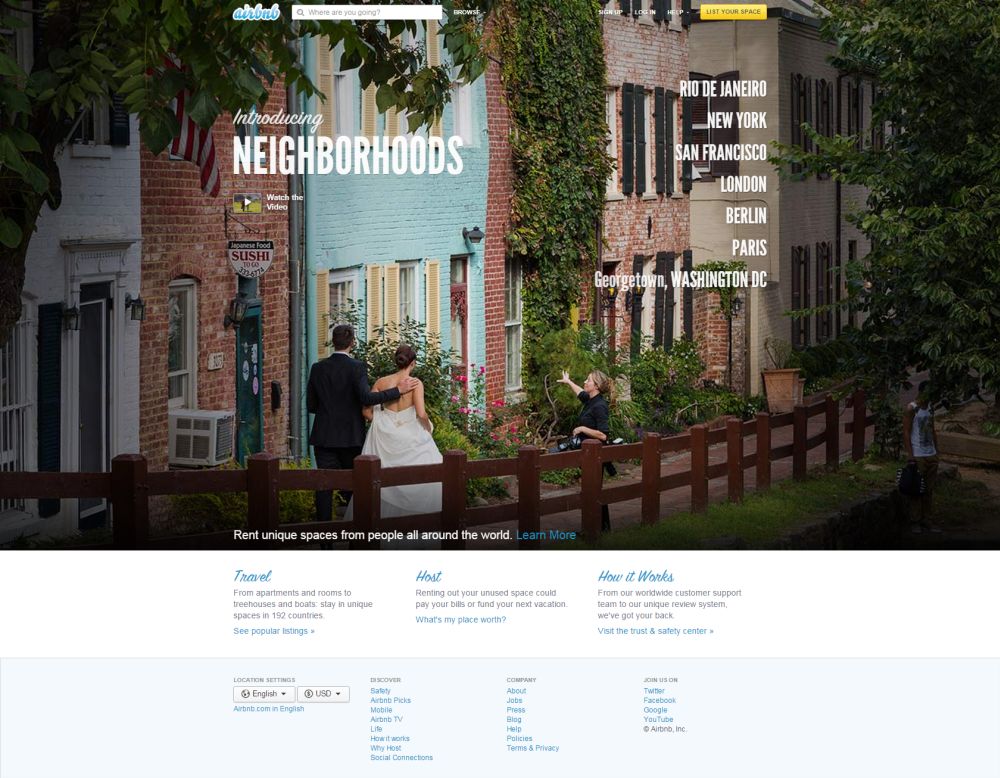 airbnb
Where are you going?
BROWSE
SIGN UP
LOG IN
HELP
LIST YOUR SPACE
Introducing
NEIGHBORHOODS
Watch the
Video
RIO DE JANEIRO
NEW YORK
SAN FRANCISCO
LONDON
BERLIN
PARIS
Georgetown, WASHINGTON DC
Japanese Food
SUSHI
TO GO
333-5774
Rent unique spaces from people all around the world. Learn More
Travel
From apartments and rooms to
treehouses and boats: stay in unique
spaces in 192 countries.
See popular listings »
Host
Renting out your unused space could
pay your bills or fund your next vacation.
What's my place worth?
How it Works
From our worldwide customer support
team to our unique review system,
we've got your back.
Visit the trust & safety center »
LOCATION SETTINGS
English
USD
Airbnb.com in English
DISCOVER
Safety
Airbnb Picks
Mobile
Airbnb TV
Life
How it works
Why Host
Social Connections
COMPANY
About
Jobs
Press
Blog
Help
Policies
Terms & Privacy
JOIN US ON
Twitter
Facebook
Google
YouTube
© Airbnb, Inc.